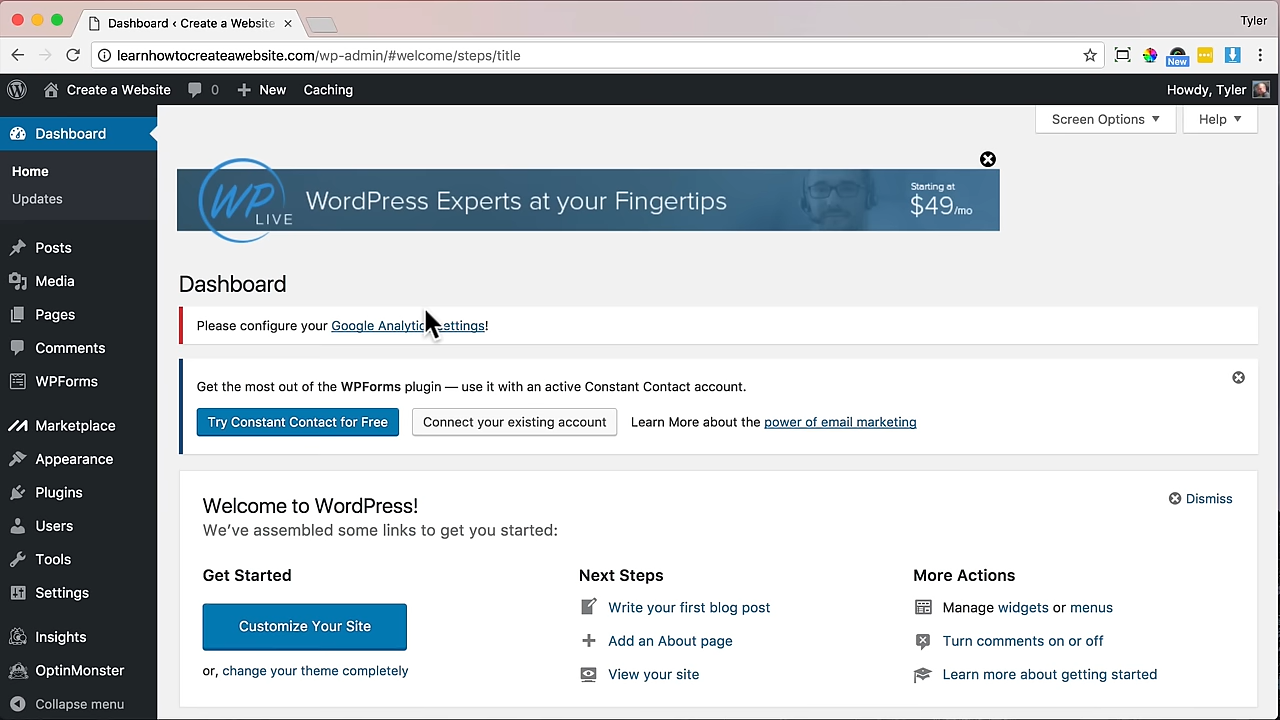 Dashboard ‹ Create a Website
Tyler
learnhowtocreateawebsite.com/wp-admin/#welcome/steps/title
New
Create a Website 0 New Caching
Howdy, Tyler
Dashboard
Home
Updates
Posts
Media
Pages
Comments
WPForms
Marketplace
Appearance
Plugins
Users
Tools
Settings
Insights
OptinMonster
Collapse menu
Screen Options
Help
WP LIVE
WordPress Experts at your Fingertips
Starting at
$49/mo
Dashboard
Please configure your Google Analytics settings!
Get the most out of the WPForms plugin — use it with an active Constant Contact account.
Try Constant Contact for Free
Connect your existing account
Learn More about the power of email marketing
Welcome to WordPress!
Dismiss
We've assembled some links to get you started:
Get Started
Customize Your Site
or, change your theme completely
Next Steps
Write your first blog post
Add an About page
View your site
More Actions
Manage widgets or menus
Turn comments on or off
Learn more about getting started